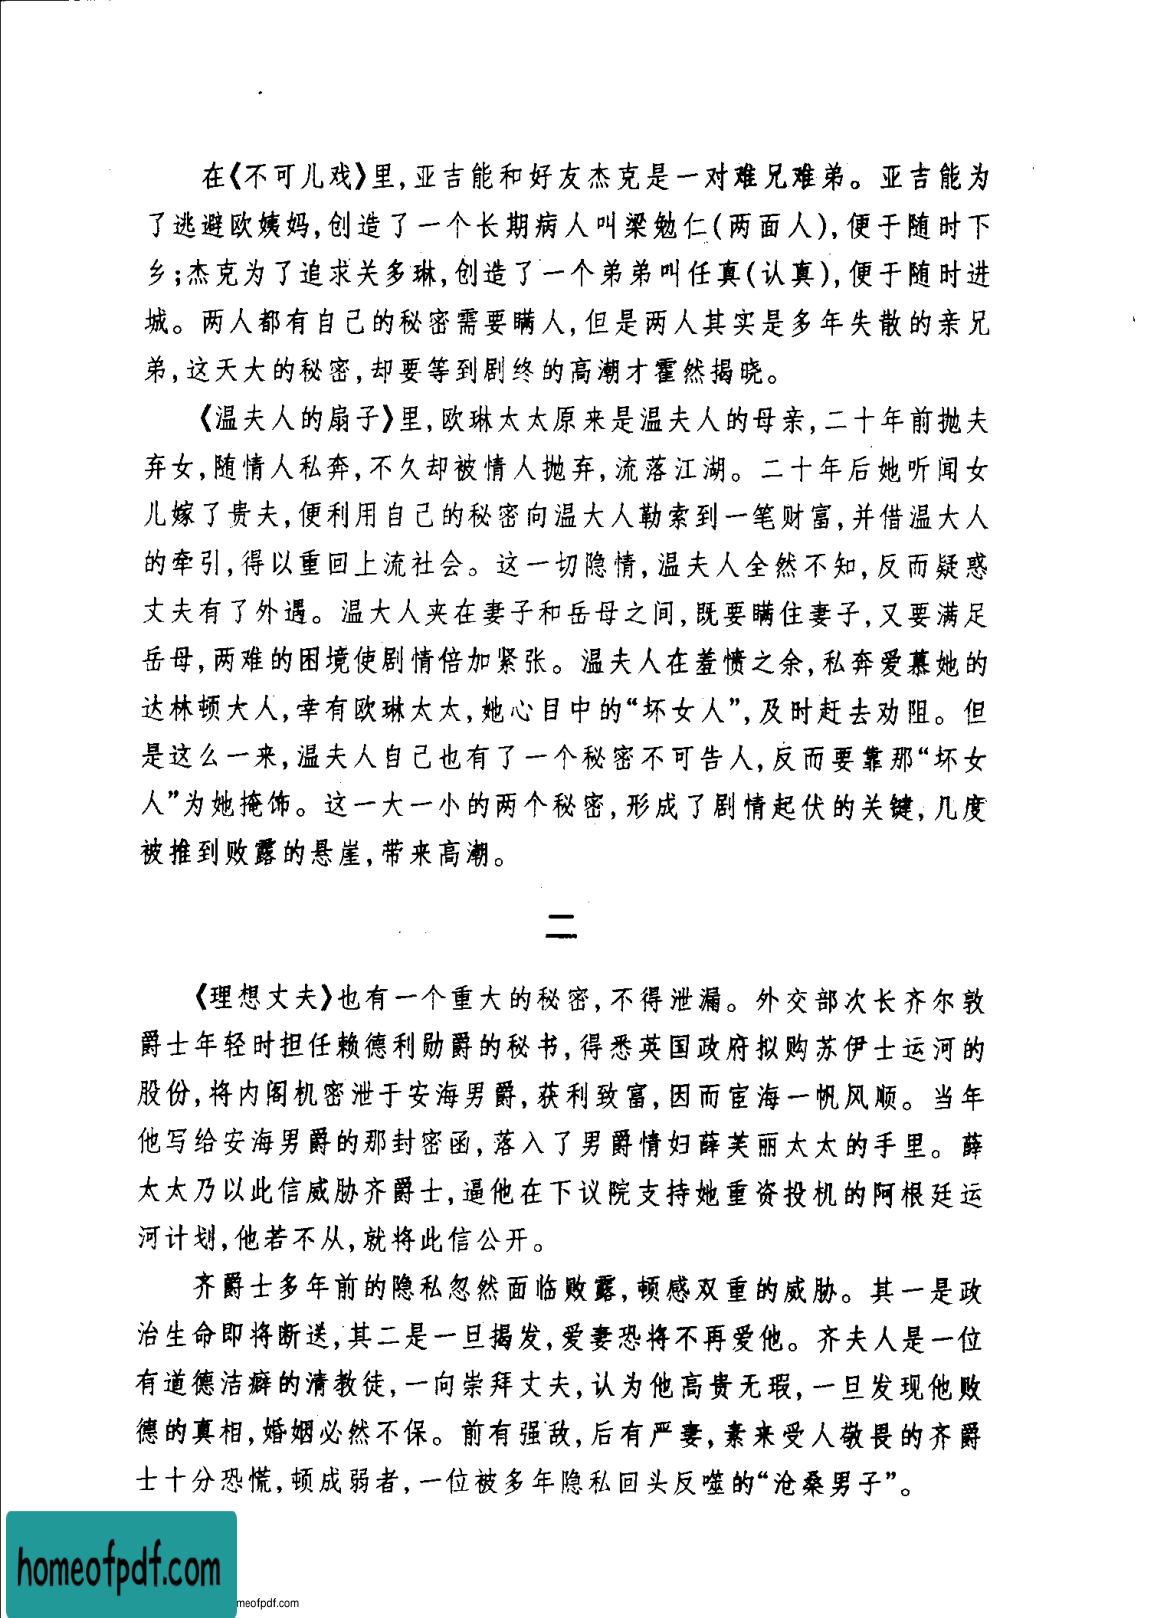 在《不可儿戏》里,亚吉能和好友杰克是一对难兄难弟。亚吉能为
了逃避欧姨妈,创造了一个长期病人叫梁勉仁(两面人),便于随时下
乡;杰克为了追求关多琳,创造了一个弟弟叫任真(认真),便于随时进
城。两人都有自己的秘密需要瞒人,但是两人其实是多年失散的亲兄
弟,这天大的秘密,却要等到剧终的高潮才霍然揭晓。
《温夫人的扇子》里,欧琳太太原来是温夫人的母亲,二十年前抛夫
弃女,随情人私奔,不久却被情人抛弃,流落江湖。二十年后她听闻女
儿嫁了贵夫,便利用自己的秘密向温大人勒索到一笔财富,并借温大人
的牵引,得以重回上流社会。这一切隐情,温夫人全然不知,反而疑惑
丈夫有了外遇。温大人夹在妻子和岳母之间,既要瞒住妻子,又要满足
岳母,两难的困境使剧情倍加紧张。温夫人在羞愤之余,私奔爱慕她的
达林顿大人,幸有欧琳太太,她心目中的“坏女人”,及时赶去劝阻。但
是这么一来,温夫人自己也有了一个秘密不可告人,反而要靠那“坏女
人”为她掩饰。这一大一小的两个秘密,形成了剧情起伏的关键,几度
被推到败露的悬崖,带来高潮。
二
《理想丈夫》也有一个重大的秘密,不得泄漏。外交部次长齐尔敦
爵士年轻时担任赖德利勋爵的秘书,得悉英国政府拟购苏伊士运河的
股份,将内阁机密泄于安海男爵,获利致富,因而宦海一帆风顺。当年
他写给安海男爵的那封密函,落入了男爵情妇薛芙丽太太的手里。薛
太太乃以此信威胁齐爵士,逼他在下议院支持她重资投机的阿根廷运
河计划,他若不从,就将此信公开。
齐爵士多年前的隐私忽然面临败露,顿感双重的威胁。其一是政
治生命即将断送,其二是一旦揭发,爱妻恐将不再爱他。齐夫人是一位
有道德洁癖的清教徒,一向崇拜丈夫,认为他高贵无瑕,一旦发现他败
德的真相,婚姻必然不保。前有强敌,后有严妻,素来受人敬畏的齐爵
士十分恐慌,顿成弱者,一位被多年隐私回头反噬的“沧桑男子”。
homeofpdf.com
meofpdf.com